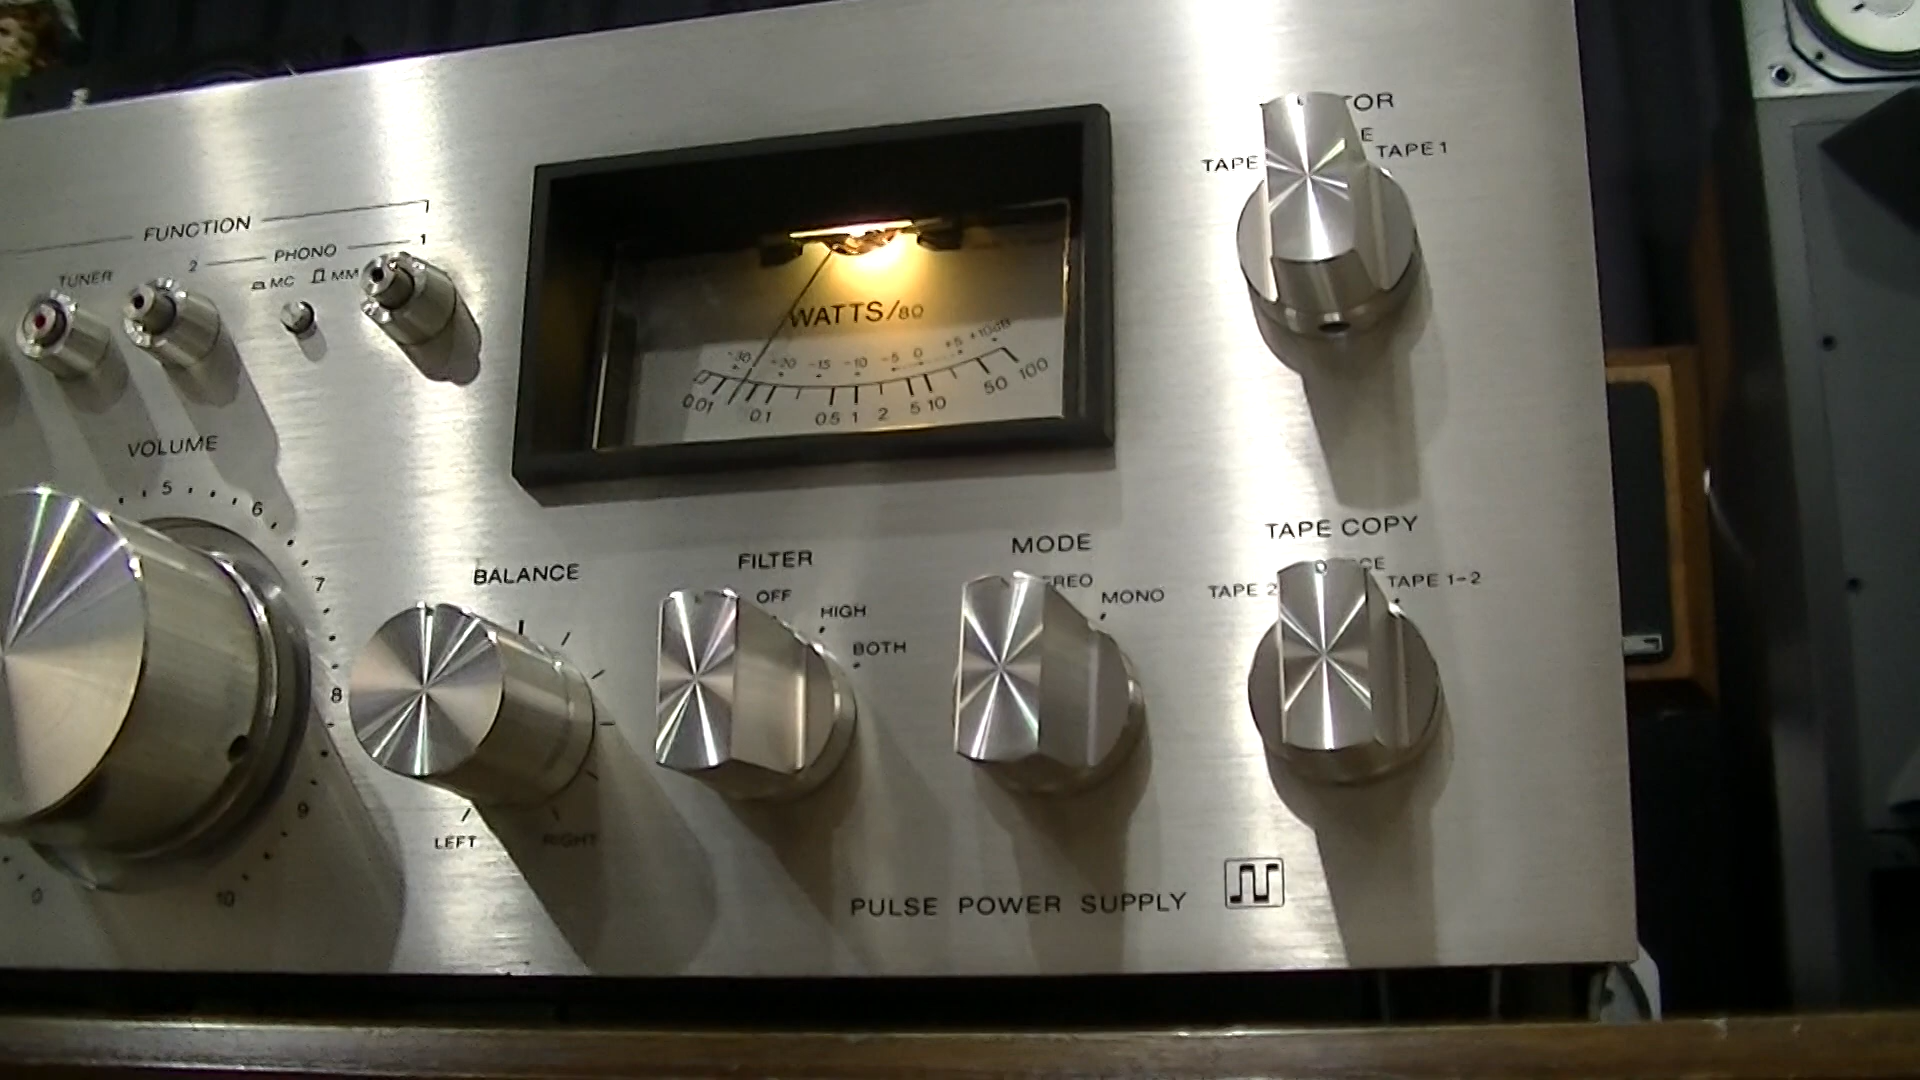 FUNCTION
TUNER
2
PHONO
1
MC
MM
VOLUME
5
6
7
8
9
10
0
WATTS/8Ω
-30 -20 -15 -10 -5 0 +5 +10dB
0.01 0.1 0.5 1 2 5 10 50 100
TAPE
TAPE 1
BALANCE
LEFT
RIGHT
FILTER
OFF
HIGH
BOTH
MODE
MONO
TAPE COPY
TAPE 2
TAPE 1-2
PULSE POWER SUPPLY